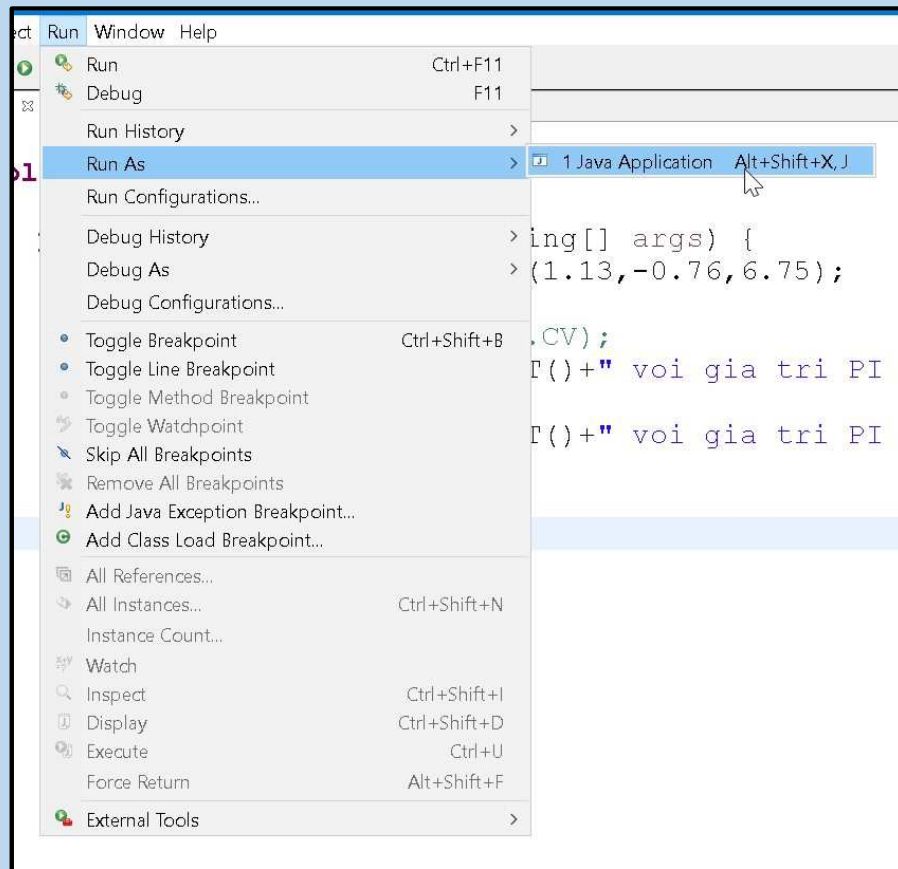 ect Run Window Help
Run Ctrl+F11
Debug F11
Run History >
Run As >
1 Java Application Alt+Shift+X, J
Run Configurations...
Debug History >
ing[] args) {
Debug As >
(1.13,-0.76,6.75);
Debug Configurations...
Toggle Breakpoint Ctrl+Shift+B
.CV);
Toggle Line Breakpoint
T()+" voi gia tri PI
Toggle Method Breakpoint
Toggle Watchpoint
T()+" voi gia tri PI
Skip All Breakpoints
Remove All Breakpoints
Add Java Exception Breakpoint...
Add Class Load Breakpoint...
All References...
All Instances... Ctrl+Shift+N
Instance Count...
Watch
Inspect Ctrl+Shift+I
Display Ctrl+Shift+D
Execute Ctrl+U
Force Return Alt+Shift+F
External Tools >